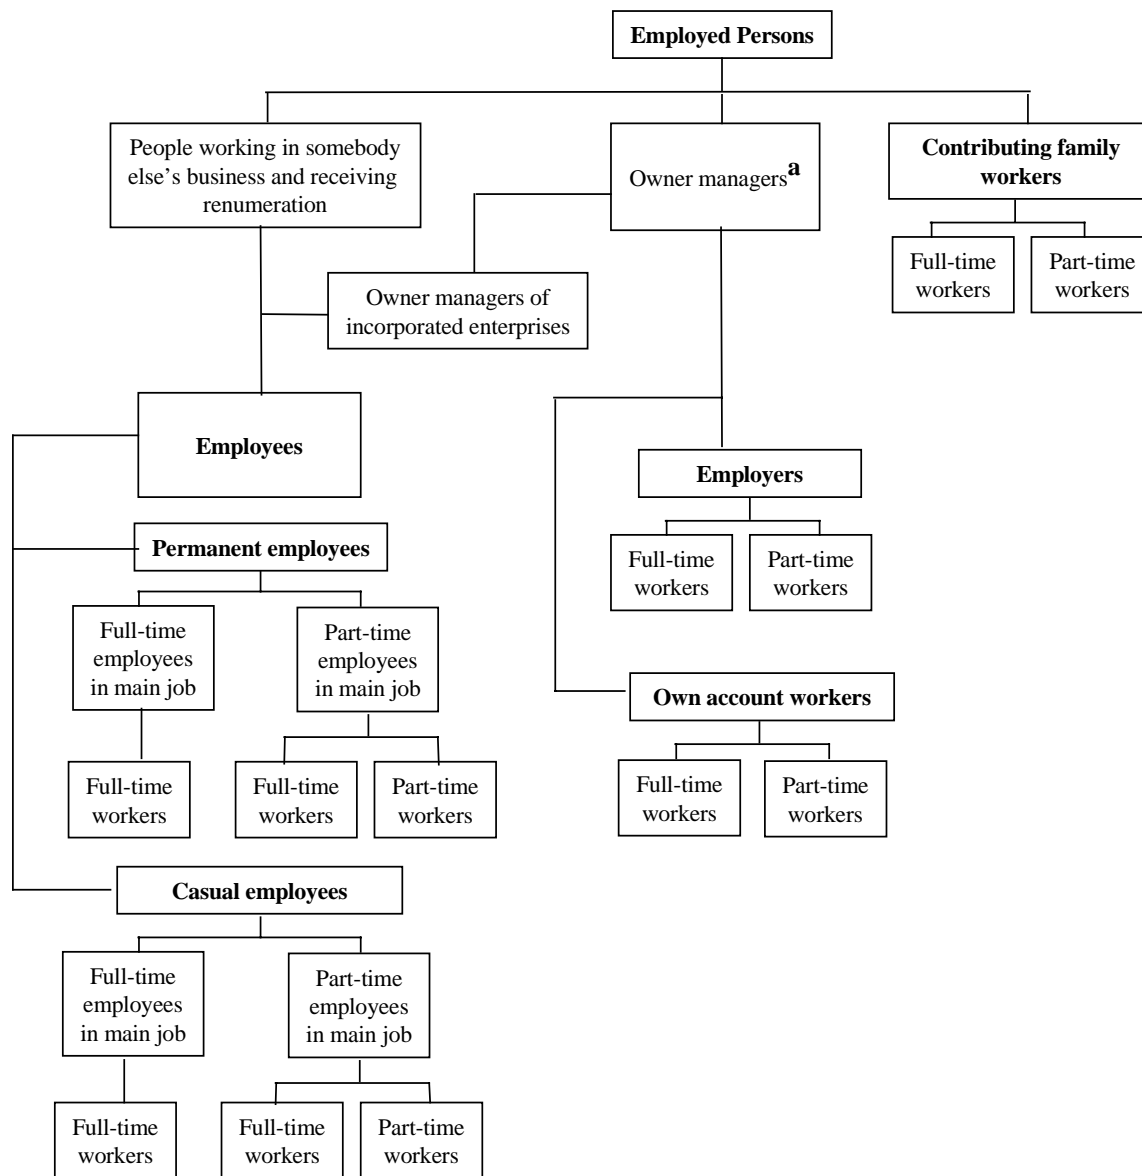 Employed Persons
People working in somebody
else's business and receiving
renumeration
Owner managersa
Contributing family
workers
Full-time
workers
Part-time
workers
Owner managers of
incorporated enterprises
Employees
Employers
Full-time
workers
Part-time
workers
Permanent employees
Full-time
employees
in main job
Part-time
employees
in main job
Full-time
workers
Full-time
workers
Part-time
workers
Own account workers
Full-time
workers
Part-time
workers
Casual employees
Full-time
employees
in main job
Part-time
employees
in main job
Full-time
workers
Full-time
workers
Part-time
workers